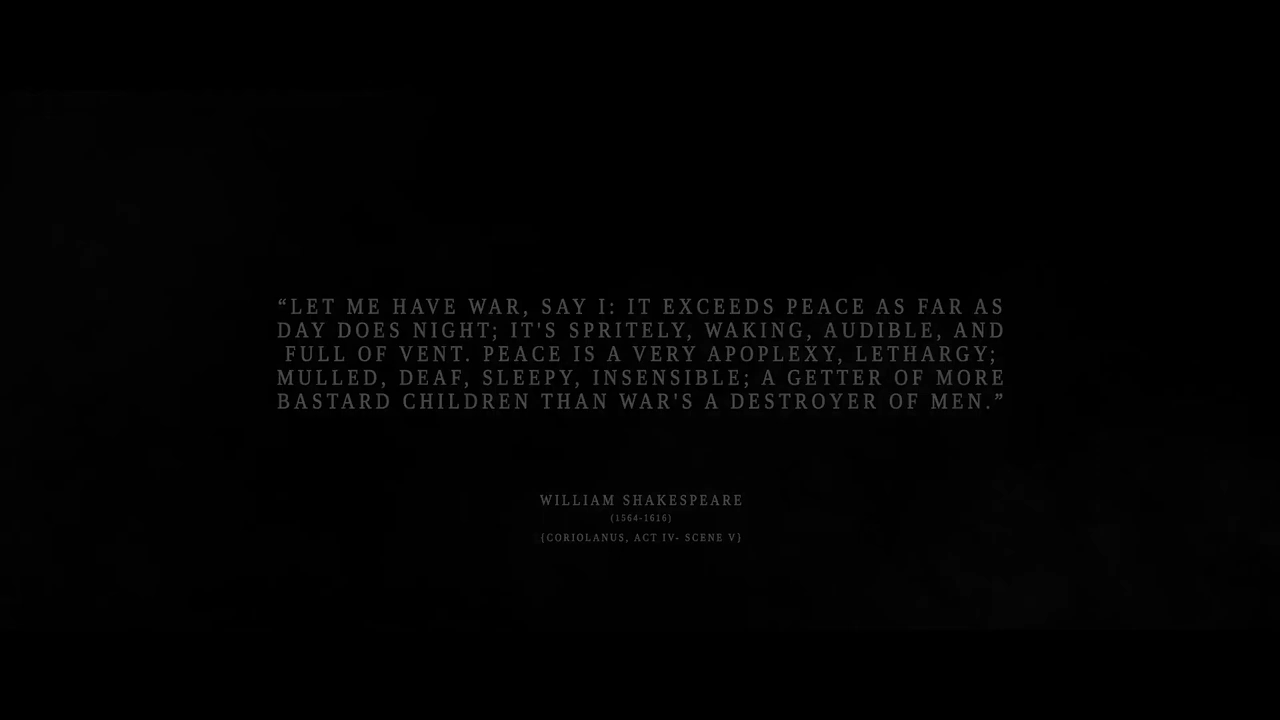 “LET ME HAVE WAR, SAY I: IT EXCEEDS PEACE AS FAR AS
DAY DOES NIGHT; IT'S SPRITELY, WAKING, AUDIBLE, AND
FULL OF VENT. PEACE IS A VERY APOPLEXY, LETHARGY;
MULLED, DEAF, SLEEPY, INSENSIBLE; A GETTER OF MORE
BASTARD CHILDREN THAN WAR'S A DESTROYER OF MEN.”
WILLIAM SHAKESPEARE
(1564-1616)
{CORIOLANUS, ACT IV- SCENE V}